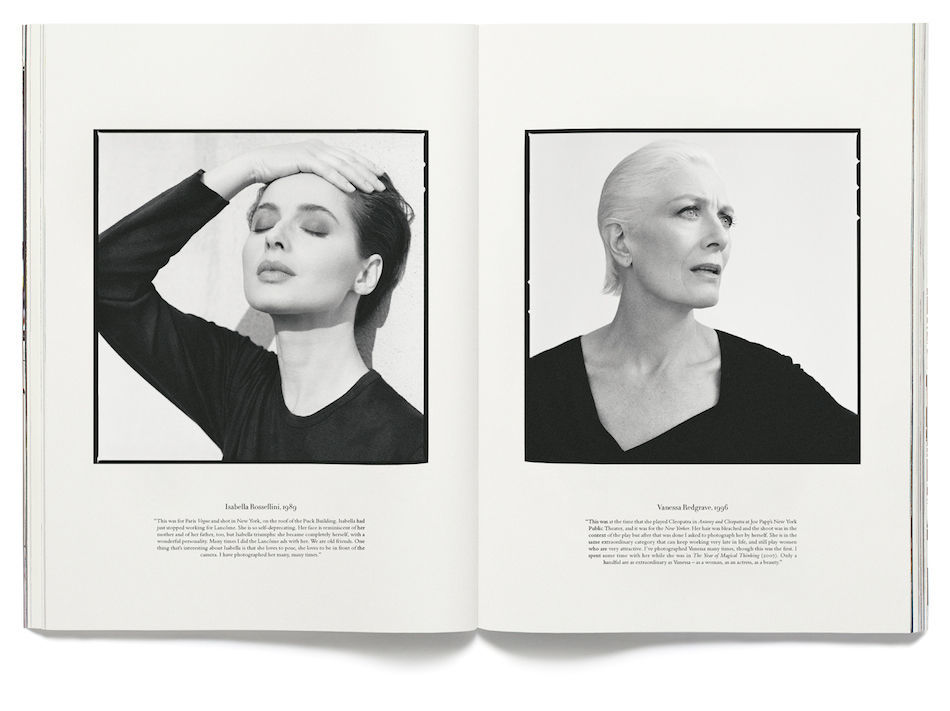 Isabella Rossellini, 1989
"This was for Paris Vogue and shot in New York, on the roof of the Puck Building. Isabella had
just stopped working for Lancôme. She is so self-deprecating. Her face is reminiscent of her
mother and of her father, too, but Isabella triumphs: she became completely herself, with a
wonderful personality. Many times I did the Lancôme ads with her. We are old friends. One
thing that's interesting about Isabella is that she loves to pose, she loves to be in front of the
camera. I have photographed her many, many times."
Vanessa Redgrave, 1996
"This was at the time that she played Cleopatra in Antony and Cleopatra at Joe Papp's New York
Public Theater, and it was for the New Yorker. Her hair was bleached and the shoot was in the
context of the play but after that was done I asked to photograph her by herself. She is in the
same extraordinary category that can keep working very late in life, and still play women
who are very attractive. I've photographed Vanessa many times, though this was the first. I
spent some time with her while she was in The Year of Magical Thinking (2007). Only a
handful are as extraordinary as Vanessa – as a woman, as an actress, as a beauty."